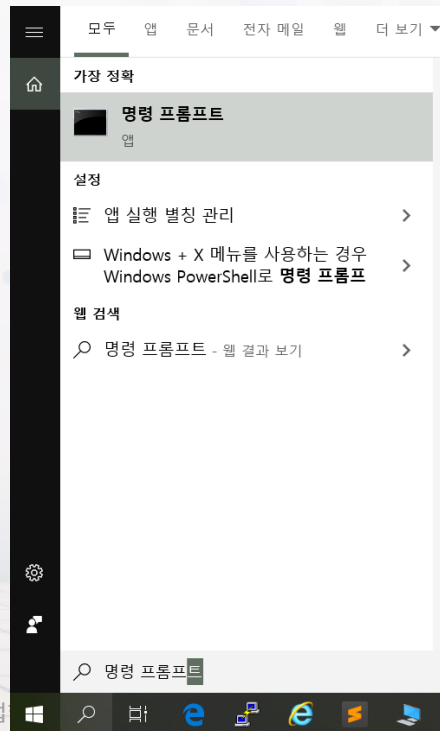 모두 앱 문서 전자 메일 웹 더 보기
가장 정확
명령 프롬프트
앱
설정
앱 실행 별칭 관리
Windows + X 메뉴를 사용하는 경우
Windows PowerShell로 명령 프롬프
웹 검색
명령 프롬프트 - 웹 결과 보기
명령 프롬프트